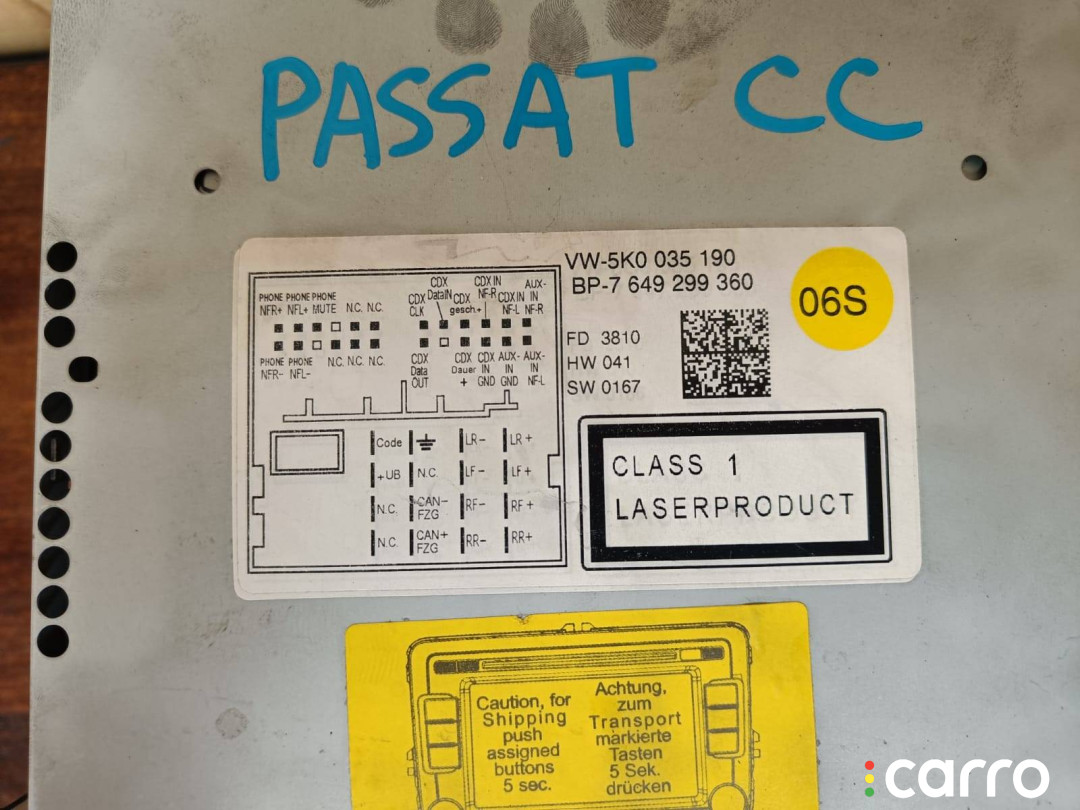 PASSAT CC
VW-5K0 035 190
BP-7 649 299 360
06S
FD 3810
HW 041
SW 0167
PHONE PHONE PHONE
NFR+ NFL+ MUTE N.C. N.C.
PHONE PHONE
NFR- NFL-
N.C. N.C. N.C.
CDX
CLK
CDX
DataIN
CDX
gesch.+
CDX IN
NF-R
CDX IN
NF-L
AUX-
IN
NF-R
CDX
Data
OUT
CDX
Dauer
+
CDX
IN
GND
AUX-
IN
GND
AUX-
IN
NF-L
Code LR- LR+
+UB N.C. LF- LF+
N.C. CAN-
FZG RF- RF+
N.C. CAN+
FZG RR- RR+
CLASS 1
LASERPRODUCT
Caution, for
Shipping
push
assigned
buttons
5 sec.
Achtung,
zum
Transport
markierte
Tasten
5 Sek.
drücken
carro